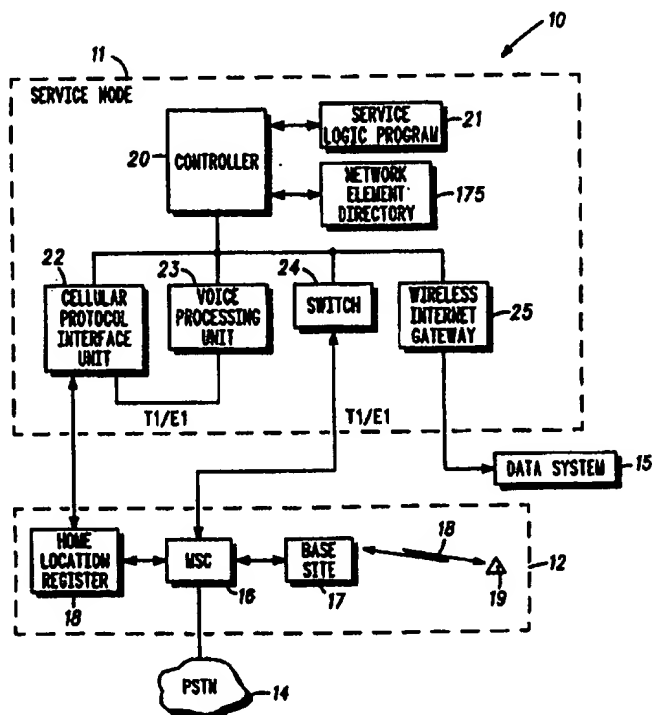 10
11
SERVICE NODE
20
CONTROLLER
SERVICE
LOGIC PROGRAM
21
NETWORK
ELEMENT
DIRECTORY
175
22
CELLULAR
PROTOCOL
INTERFACE
UNIT
23
VOICE
PROCESSING
UNIT
24
SWITCH
WIRELESS
INTERNET
GATEWAY
25
T1/E1
T1/E1
DATA SYSTEM
15
HOME
LOCATION
REGISTER
18
MSC
16
BASE
SITE
17
18
19
12
PSTN
14